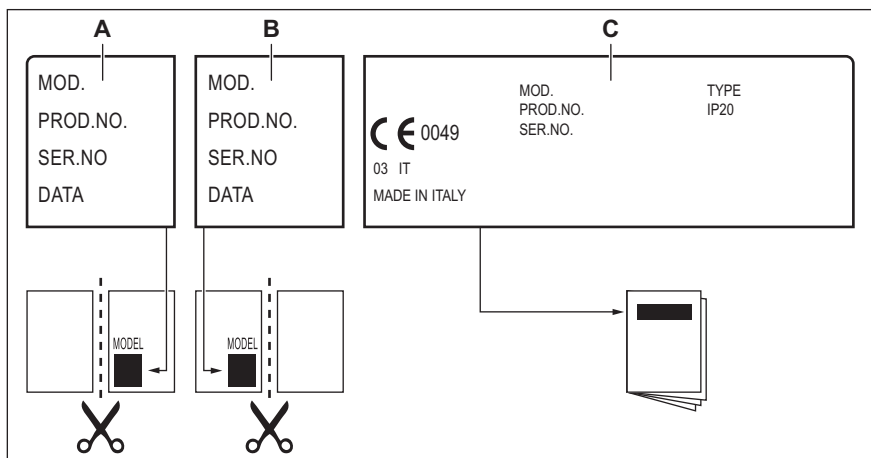 A
B
C
MOD.
PROD.NO.
SER.NO
DATA
MOD.
PROD.NO.
SER.NO
DATA
MOD.
PROD.NO.
SER.NO.
TYPE
IP20
CE 0049
03 IT
MADE IN ITALY
MODEL
MODEL